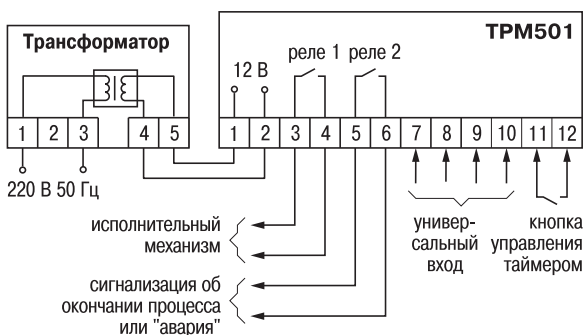 Трансформатор
ТРМ501
12 В
реле 1
реле 2
1 2 3 4 5
1 2 3 4 5 6 7 8 9 10 11 12
220 В 50 Гц
исполнительный
механизм
сигнализация об
окончании процесса
или "авария"
универ-
сальный
вход
кнопка
управления
таймером